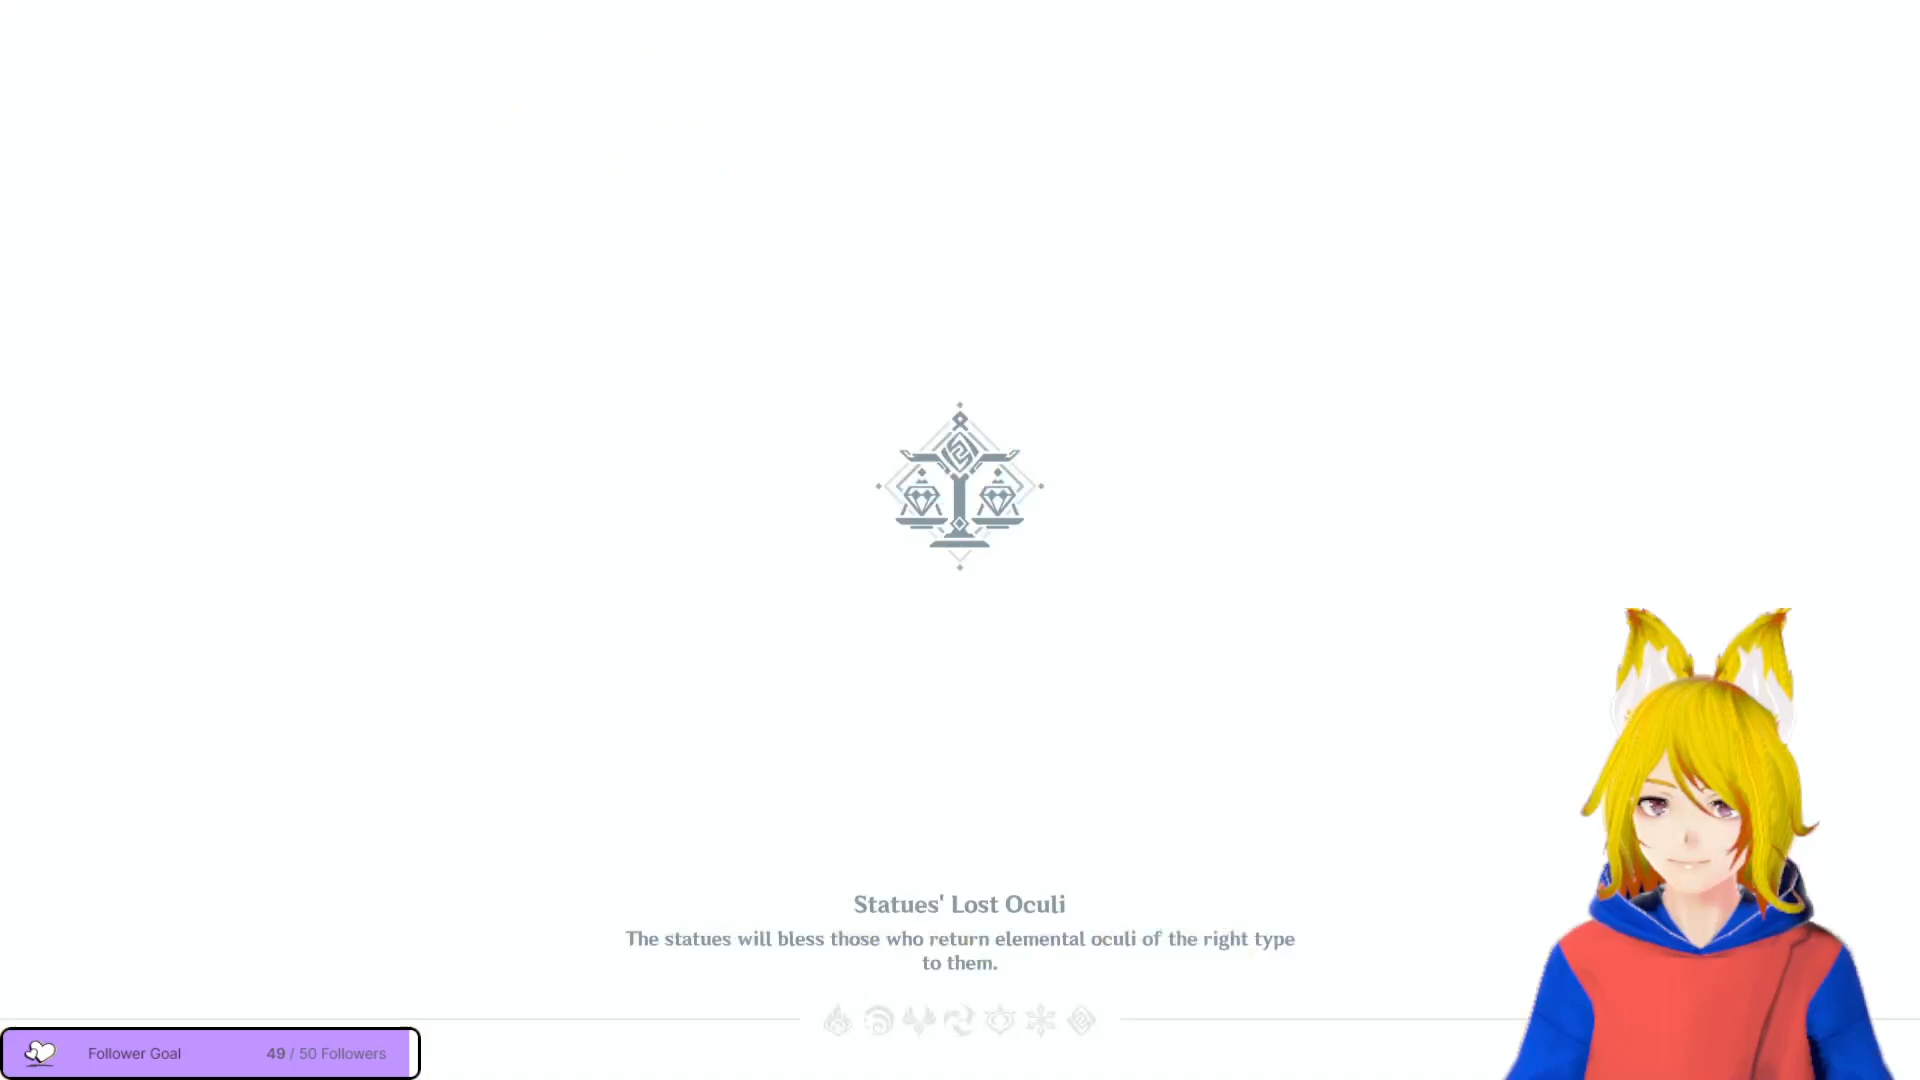 Statues' Lost Oculi
The statues will bless those who return elemental oculi of the right type
to them.
Follower Goal 49 / 50 Followers